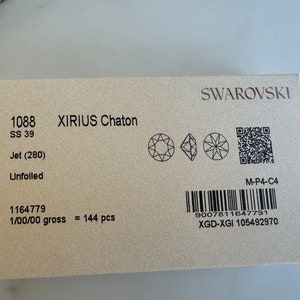 SWAROVSKI
1088 XIRIUS Chaton
SS 39
Jet (280)
Unfoiled
M-P4-C4
1164779
1/00/00 gross = 144 pcs
9007811647791
XGD-XGI 105492970